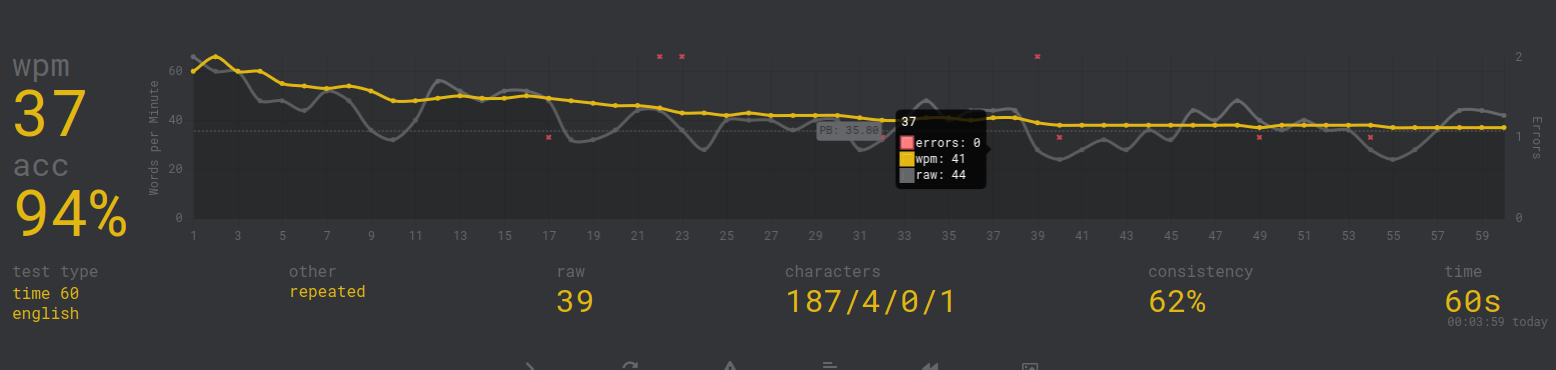 wpm
37
acc
94%
Words per Minute
60
40
20
0
PB: 35.80
37
errors: 0
wpm: 41
raw: 44
2
1
0
Errors
1 3 5 7 9 11 13 15 17 19 21 23 25 27 29 31 33 35 37 39 41 43 45 47 49 51 53 55 57 59
test type
time 60
english
other
repeated
raw
39
characters
187/4/0/1
consistency
62%
time
60s
00:03:59 today